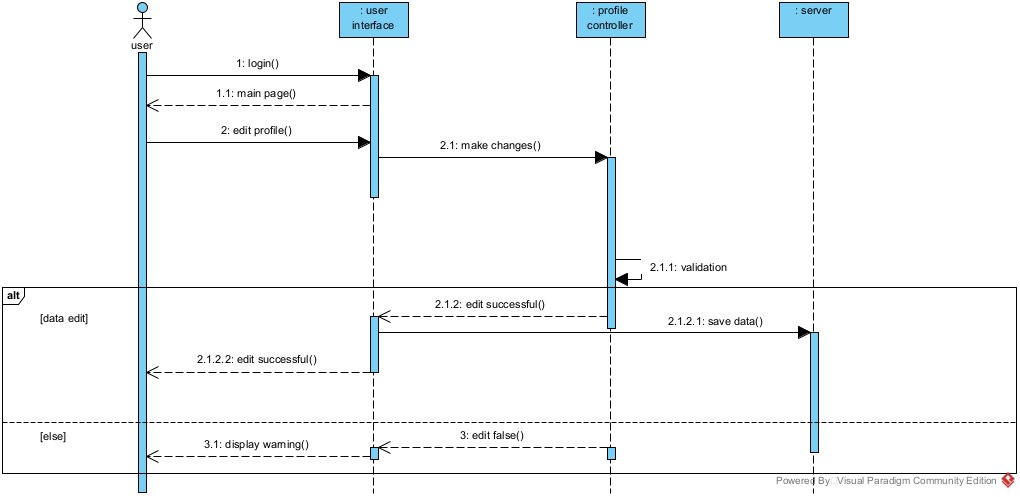 user
: user
interface
: profile
controller
: server
1: login()
1.1: main page()
2: edit profile()
2.1: make changes()
2.1.1: validation
alt
[data edit]
2.1.2: edit successful()
2.1.2.1: save data()
2.1.2.2: edit successful()
[else]
3: edit false()
3.1: display warning()
Powered By Visual Paradigm Community Edition